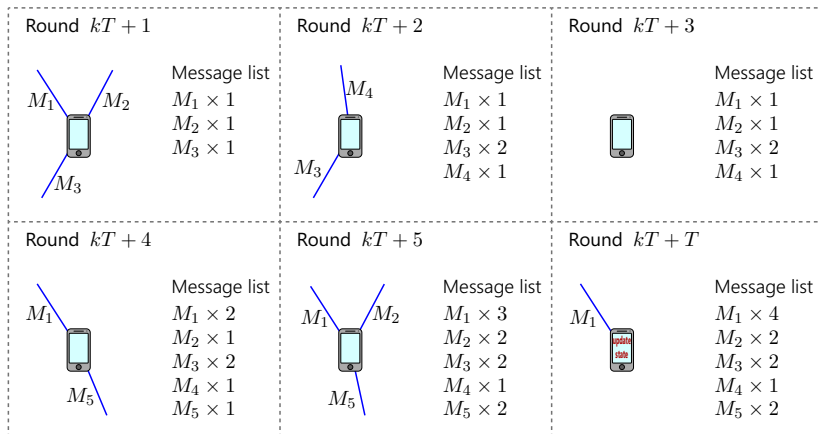 Round kT + 1
M₁
M₂
M₃
Message list
M₁ × 1
M₂ × 1
M₃ × 1
Round kT + 2
M₄
M₃
Message list
M₁ × 1
M₂ × 1
M₃ × 2
M₄ × 1
Round kT + 3
Message list
M₁ × 1
M₂ × 1
M₃ × 2
M₄ × 1
Round kT + 4
M₁
M₅
Message list
M₁ × 2
M₂ × 1
M₃ × 2
M₄ × 1
M₅ × 1
Round kT + 5
M₁
M₂
M₅
Message list
M₁ × 3
M₂ × 2
M₃ × 2
M₄ × 1
M₅ × 2
Round kT + T
M₁
update
state
Message list
M₁ × 4
M₂ × 2
M₃ × 2
M₄ × 1
M₅ × 2